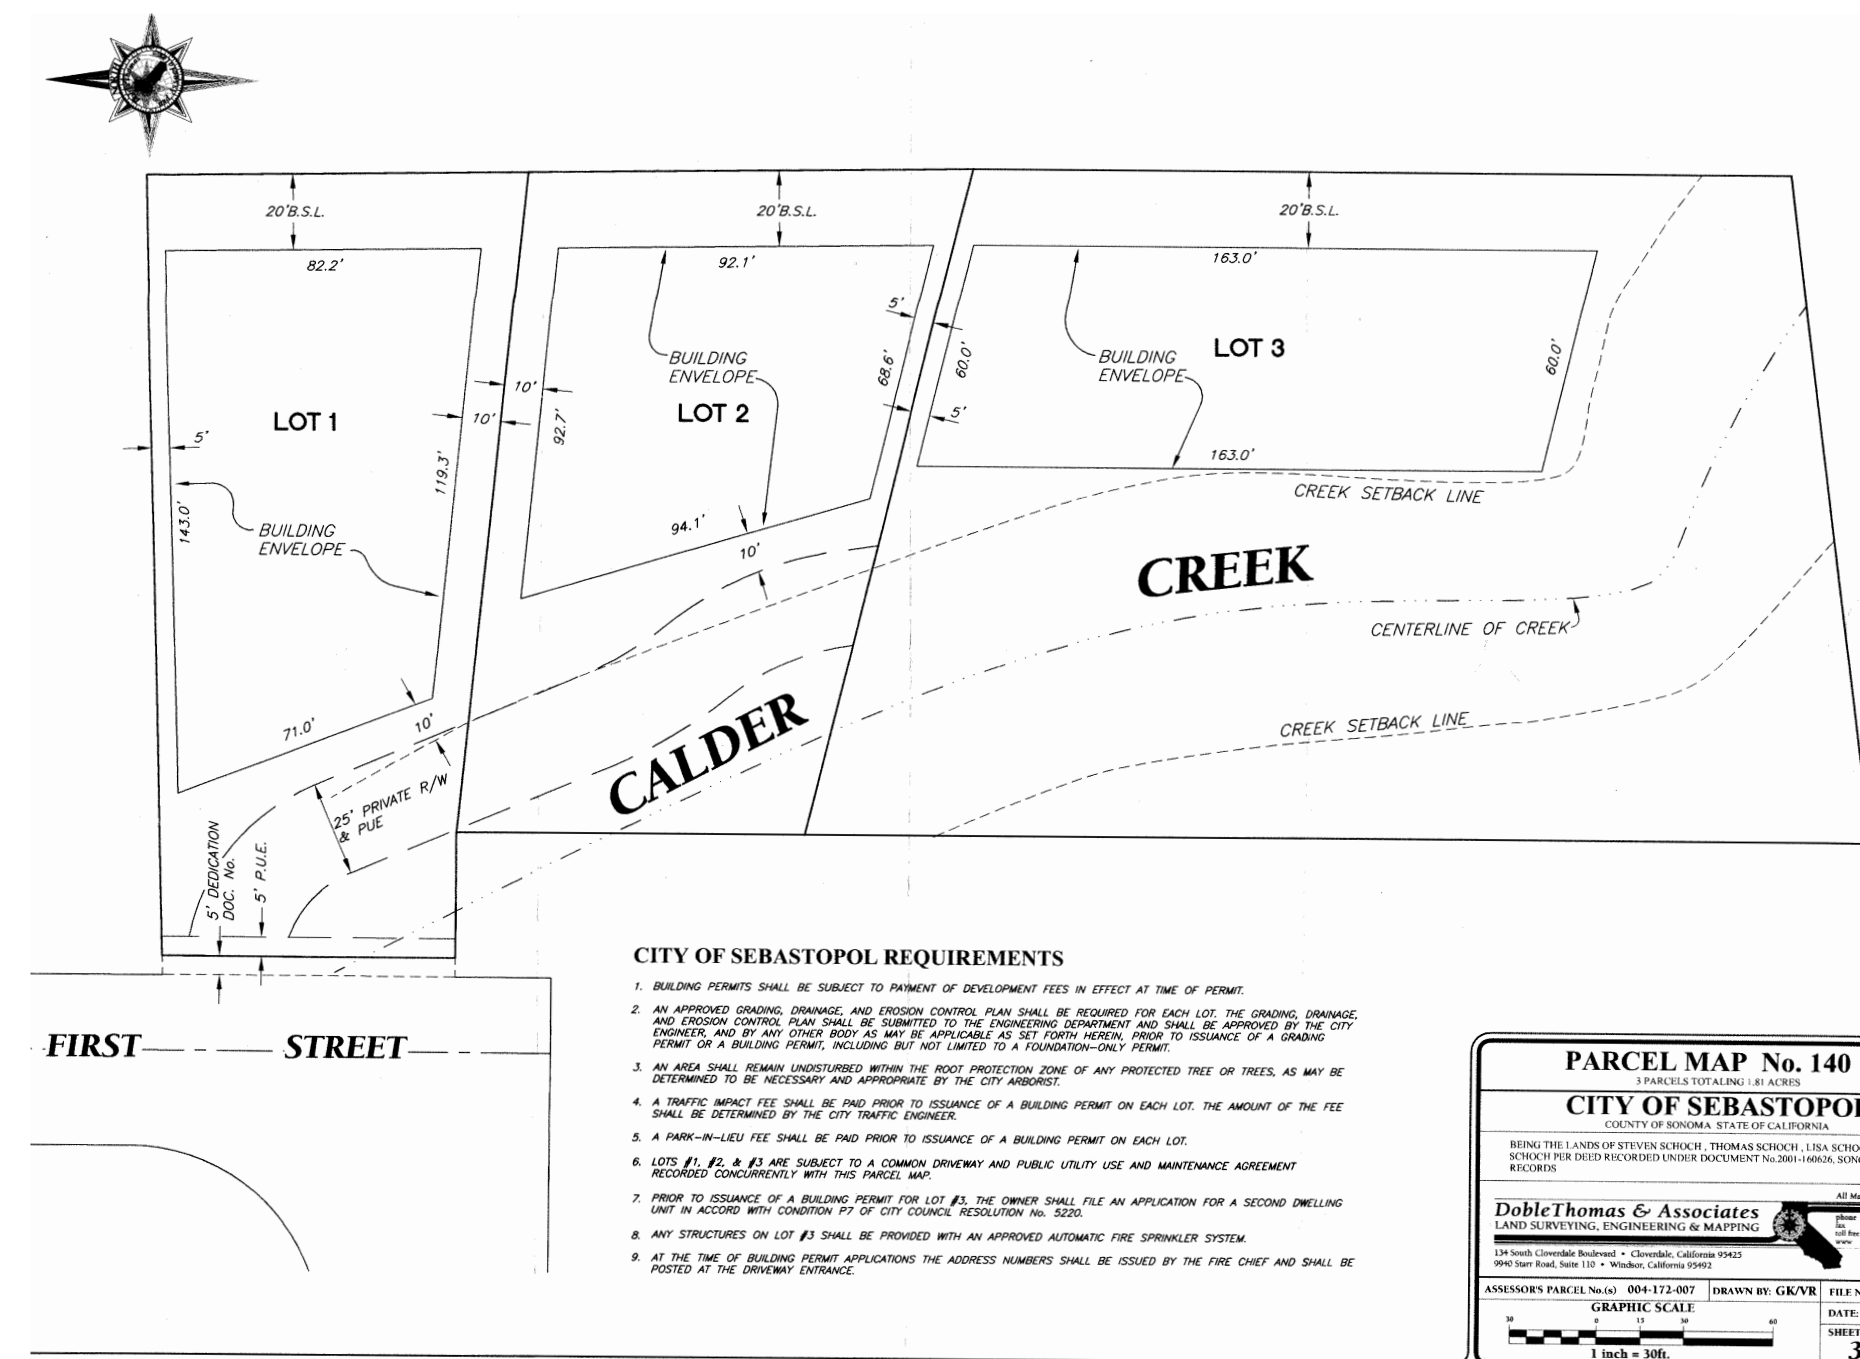 20'B.S.L.
20'B.S.L.
20'B.S.L.
82.2'
92.1'
163.0'
5'
BUILDING
ENVELOPE
68.6'
60.0'
BUILDING
ENVELOPE
LOT 3
60.0'
10'
10'
LOT 1
92.7'
LOT 2
5'
5'
119.3'
163.0'
143.0'
BUILDING
ENVELOPE
94.1'
10'
CREEK SETBACK LINE
CREEK
CENTERLINE OF CREEK
71.0'
10'
CALDER
CREEK SETBACK LINE
25' PRIVATE R/W
& PUE
5' DEDICATION
DOC. No.
5' P.U.E.
FIRST STREET
CITY OF SEBASTOPOL REQUIREMENTS
1. BUILDING PERMITS SHALL BE SUBJECT TO PAYMENT OF DEVELOPMENT FEES IN EFFECT AT TIME OF PERMIT.
2. AN APPROVED GRADING, DRAINAGE, AND EROSION CONTROL PLAN SHALL BE REQUIRED FOR EACH LOT. THE GRADING, DRAINAGE,
AND EROSION CONTROL PLAN SHALL BE SUBMITTED TO THE ENGINEERING DEPARTMENT AND SHALL BE APPROVED BY THE CITY
ENGINEER, AND BY ANY OTHER BODY AS MAY BE APPLICABLE AS SET FORTH HEREIN, PRIOR TO ISSUANCE OF A GRADING
PERMIT OR A BUILDING PERMIT, INCLUDING BUT NOT LIMITED TO A FOUNDATION-ONLY PERMIT.
3. AN AREA SHALL REMAIN UNDISTURBED WITHIN THE ROOT PROTECTION ZONE OF ANY PROTECTED TREE OR TREES, AS MAY BE
DETERMINED TO BE NECESSARY AND APPROPRIATE BY THE CITY ARBORIST.
4. A TRAFFIC IMPACT FEE SHALL BE PAID PRIOR TO ISSUANCE OF A BUILDING PERMIT ON EACH LOT. THE AMOUNT OF THE FEE
SHALL BE DETERMINED BY THE CITY TRAFFIC ENGINEER.
5. A PARK-IN-LIEU FEE SHALL BE PAID PRIOR TO ISSUANCE OF A BUILDING PERMIT ON EACH LOT.
6. LOTS #1, #2, & #3 ARE SUBJECT TO A COMMON DRIVEWAY AND PUBLIC UTILITY USE AND MAINTENANCE AGREEMENT
RECORDED CONCURRENTLY WITH THIS PARCEL MAP.
7. PRIOR TO ISSUANCE OF A BUILDING PERMIT FOR LOT #3, THE OWNER SHALL FILE AN APPLICATION FOR A SECOND DWELLING
UNIT IN ACCORD WITH CONDITION P7 OF CITY COUNCIL RESOLUTION No. 5220.
8. ANY STRUCTURES ON LOT #3 SHALL BE PROVIDED WITH AN APPROVED AUTOMATIC FIRE SPRINKLER SYSTEM.
9. AT THE TIME OF BUILDING PERMIT APPLICATIONS THE ADDRESS NUMBERS SHALL BE ISSUED BY THE FIRE CHIEF AND SHALL BE
POSTED AT THE DRIVEWAY ENTRANCE.
PARCEL MAP No. 140
3 PARCELS TOTALING 1.81 ACRES
CITY OF SEBASTOPOL
COUNTY OF SONOMA STATE OF CALIFORNIA
BEING THE LANDS OF STEVEN SCHOCH , THOMAS SCHOCH , LISA SCHO
SCHOCH PER DEED RECORDED UNDER DOCUMENT No.2001-160626, SON
RECORDS
All Ma
DobleThomas & Associates
LAND SURVEYING, ENGINEERING & MAPPING
phone
fax
toll free
www
134 South Cloverdale Boulevard • Cloverdale, California 95425
9940 Starr Road, Suite 110 • Windsor, California 95492
ASSESSOR'S PARCEL No.(s) 004-172-007 DRAWN BY: GK/VR FILE N
GRAPHIC SCALE
DATE:
30 0 15 30 60
SHEET
3
1 inch = 30ft.